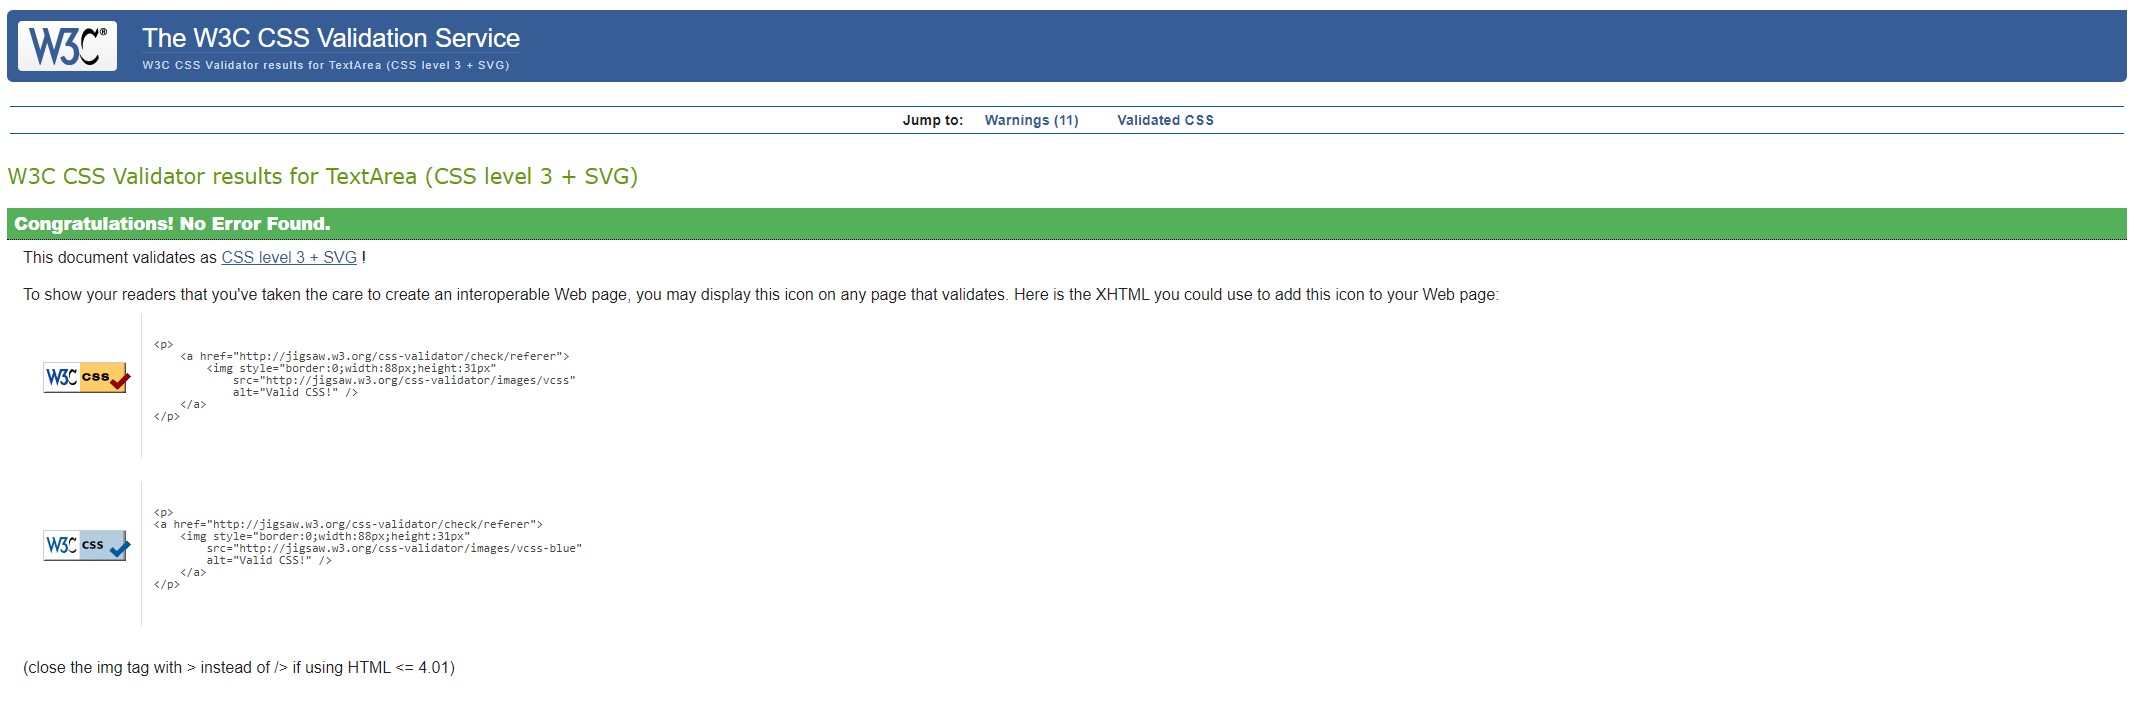 W3C®
The W3C CSS Validation Service
W3C CSS Validator results for TextArea (CSS level 3 + SVG)
Jump to: Warnings (11) Validated CSS
W3C CSS Validator results for TextArea (CSS level 3 + SVG)
Congratulations! No Error Found.
This document validates as CSS level 3 + SVG !
To show your readers that you've taken the care to create an interoperable Web page, you may display this icon on any page that validates. Here is the XHTML you could use to add this icon to your Web page:
W3C css
<p>
<a href="http://jigsaw.w3.org/css-validator/check/referer">
<img style="border:0;width:88px;height:31px"
src="http://jigsaw.w3.org/css-validator/images/vcss"
alt="Valid CSS!" />
</a>
</p>
W3C css
<p>
<a href="http://jigsaw.w3.org/css-validator/check/referer">
<img style="border:0;width:88px;height:31px"
src="http://jigsaw.w3.org/css-validator/images/vcss-blue"
alt="Valid CSS!" />
</a>
</p>
(close the img tag with > instead of /> if using HTML <= 4.01)